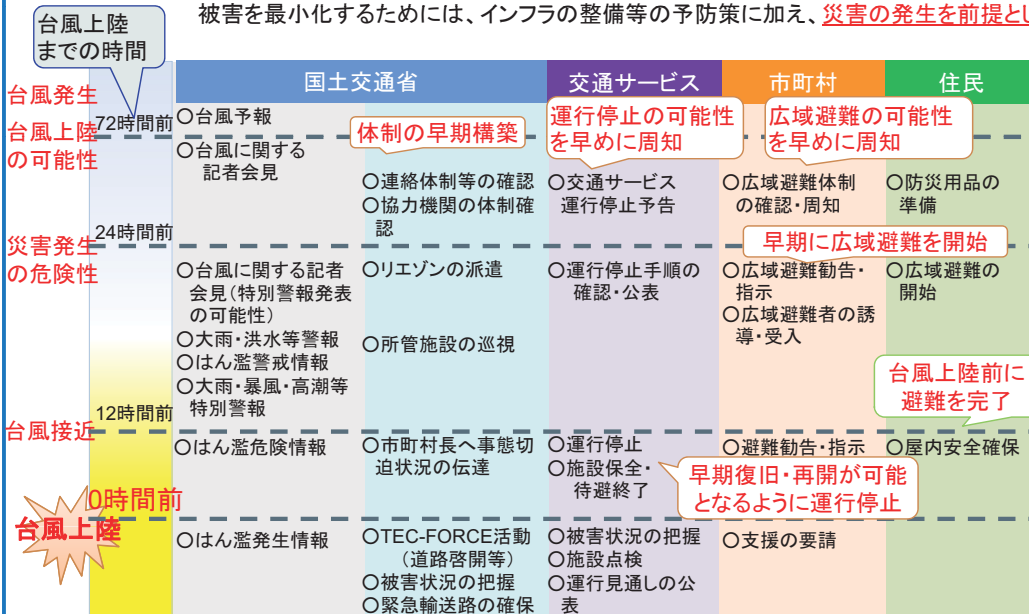 被害を最小化するためには、インフラの整備等の予防策に加え、災害の発生を前提とし
台風上陸
までの時間
国土交通省
交通サービス
市町村
住民
台風発生
72時間前
台風上陸
の可能性
○台風予報
体制の早期構築
運行停止の可能性
を早めに周知
広域避難の可能性
を早めに周知
○台風に関する
記者会見
○連絡体制等の確認
○協力機関の体制確
認
○交通サービス
運行停止予告
○広域避難体制
の確認・周知
○防災用品の
準備
24時間前
災害発生
の危険性
早期に広域避難を開始
○台風に関する記者
会見(特別警報発表
の可能性)
○大雨・洪水等警報
○はん濫警戒情報
○大雨・暴風・高潮等
特別警報
○リエゾンの派遣
○所管施設の巡視
○運行停止手順の
確認・公表
○広域避難勧告・
指示
○広域避難者の誘
導・受入
○広域避難の
開始
台風上陸前に
避難を完了
12時間前
台風接近
○はん濫危険情報
○市町村長へ事態切
迫状況の伝達
○運行停止
○施設保全・
待避終了
○避難勧告・指示
○屋内安全確保
早期復旧・再開が可能
となるように運行停止
0時間前
台風上陸
○はん濫発生情報
○TEC-FORCE活動
(道路啓開等)
○被害状況の把握
○緊急輸送路の確保
○被害状況の把握
○施設点検
○運行見通しの公
表
○支援の要請